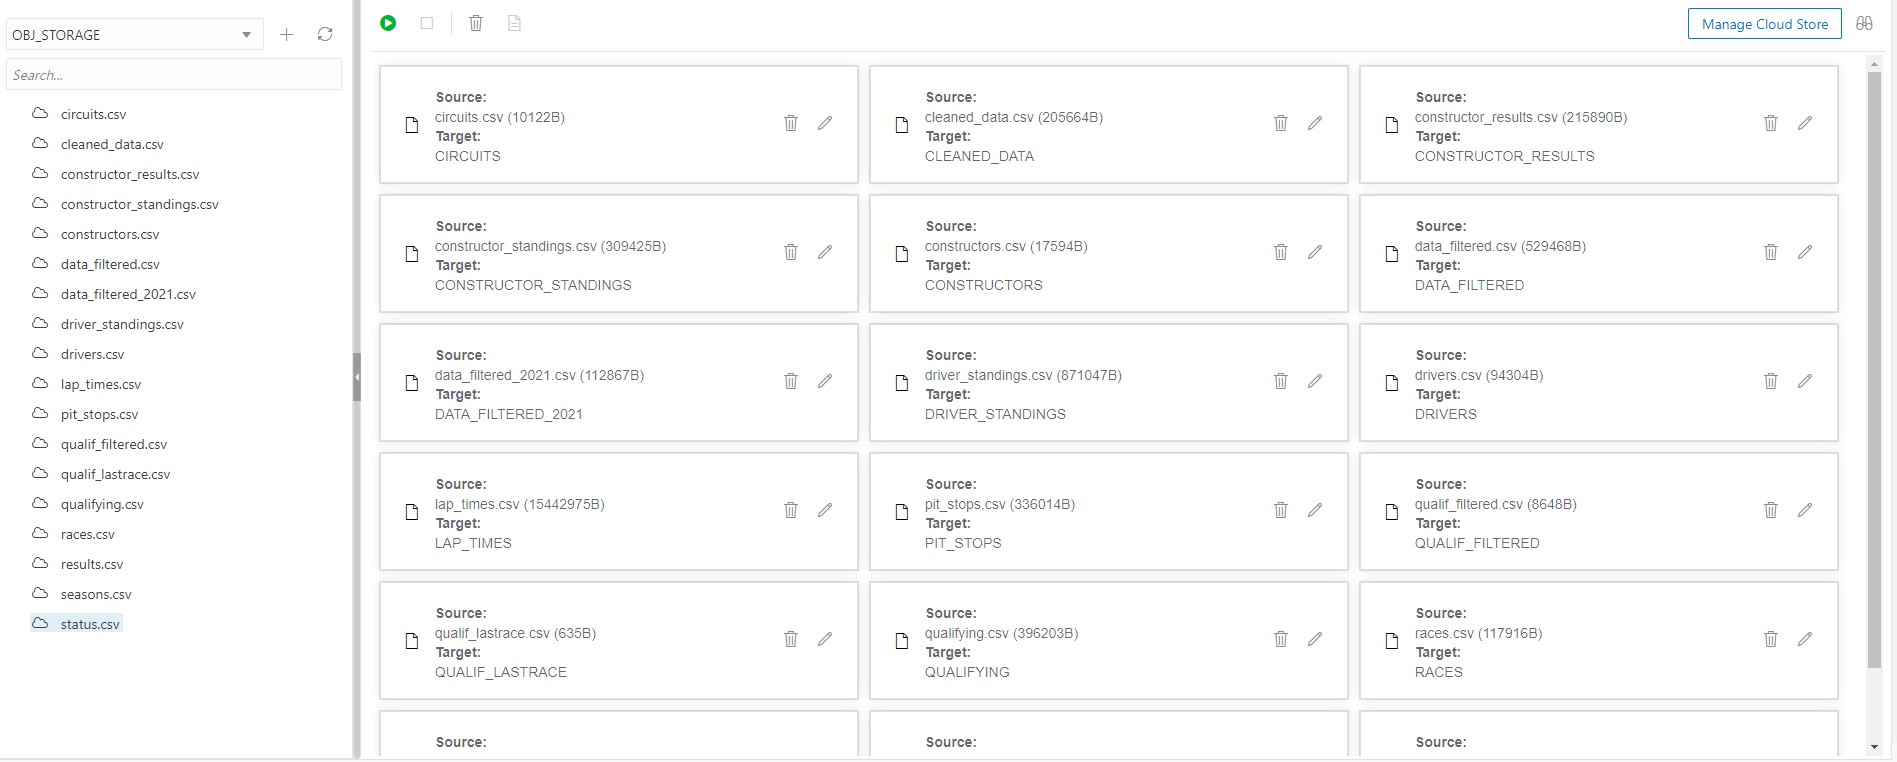 OBJ_STORAGE
Search...
circuits.csv
cleaned_data.csv
constructor_results.csv
constructor_standings.csv
constructors.csv
data_filtered.csv
data_filtered_2021.csv
driver_standings.csv
drivers.csv
lap_times.csv
pit_stops.csv
qualif_filtered.csv
qualif_lastrace.csv
qualifying.csv
races.csv
results.csv
seasons.csv
status.csv
Manage Cloud Store
Source:
circuits.csv (10122B)
Target:
CIRCUITS
Source:
cleaned_data.csv (205664B)
Target:
CLEANED_DATA
Source:
constructor_results.csv (215890B)
Target:
CONSTRUCTOR_RESULTS
Source:
constructor_standings.csv (309425B)
Target:
CONSTRUCTOR_STANDINGS
Source:
constructors.csv (17594B)
Target:
CONSTRUCTORS
Source:
data_filtered.csv (529468B)
Target:
DATA_FILTERED
Source:
data_filtered_2021.csv (112867B)
Target:
DATA_FILTERED_2021
Source:
driver_standings.csv (871047B)
Target:
DRIVER_STANDINGS
Source:
drivers.csv (94304B)
Target:
DRIVERS
Source:
lap_times.csv (15442975B)
Target:
LAP_TIMES
Source:
pit_stops.csv (336014B)
Target:
PIT_STOPS
Source:
qualif_filtered.csv (8648B)
Target:
QUALIF_FILTERED
Source:
qualif_lastrace.csv (635B)
Target:
QUALIF_LASTRACE
Source:
qualifying.csv (396203B)
Target:
QUALIFYING
Source:
races.csv (117916B)
Target:
RACES
Source:
Source:
Source: